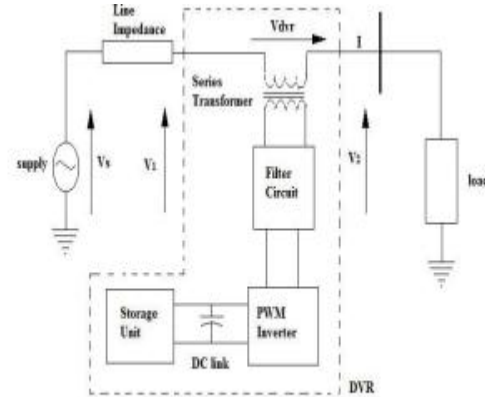 Line
Impedance
Vdvr
I
Series
Transformer
supply
Vs
V1
V2
Filter
Circuit
load
Storage
Unit
PWM
Inverter
DC link
DVR